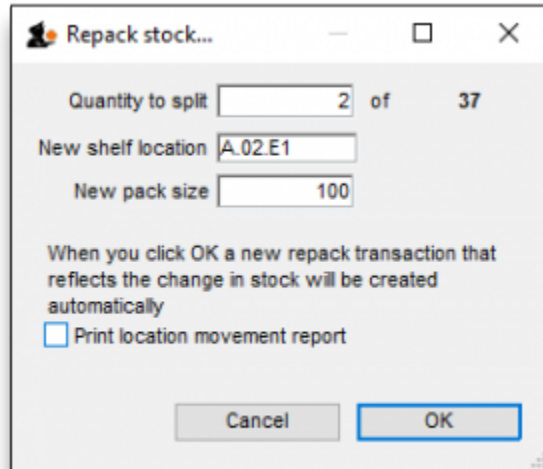 Repack stock...
Quantity to split 2 of 37
New shelf location A.02.E1
New pack size 100
When you click OK a new repack transaction that
reflects the change in stock will be created
automatically
Print location movement report
Cancel OK